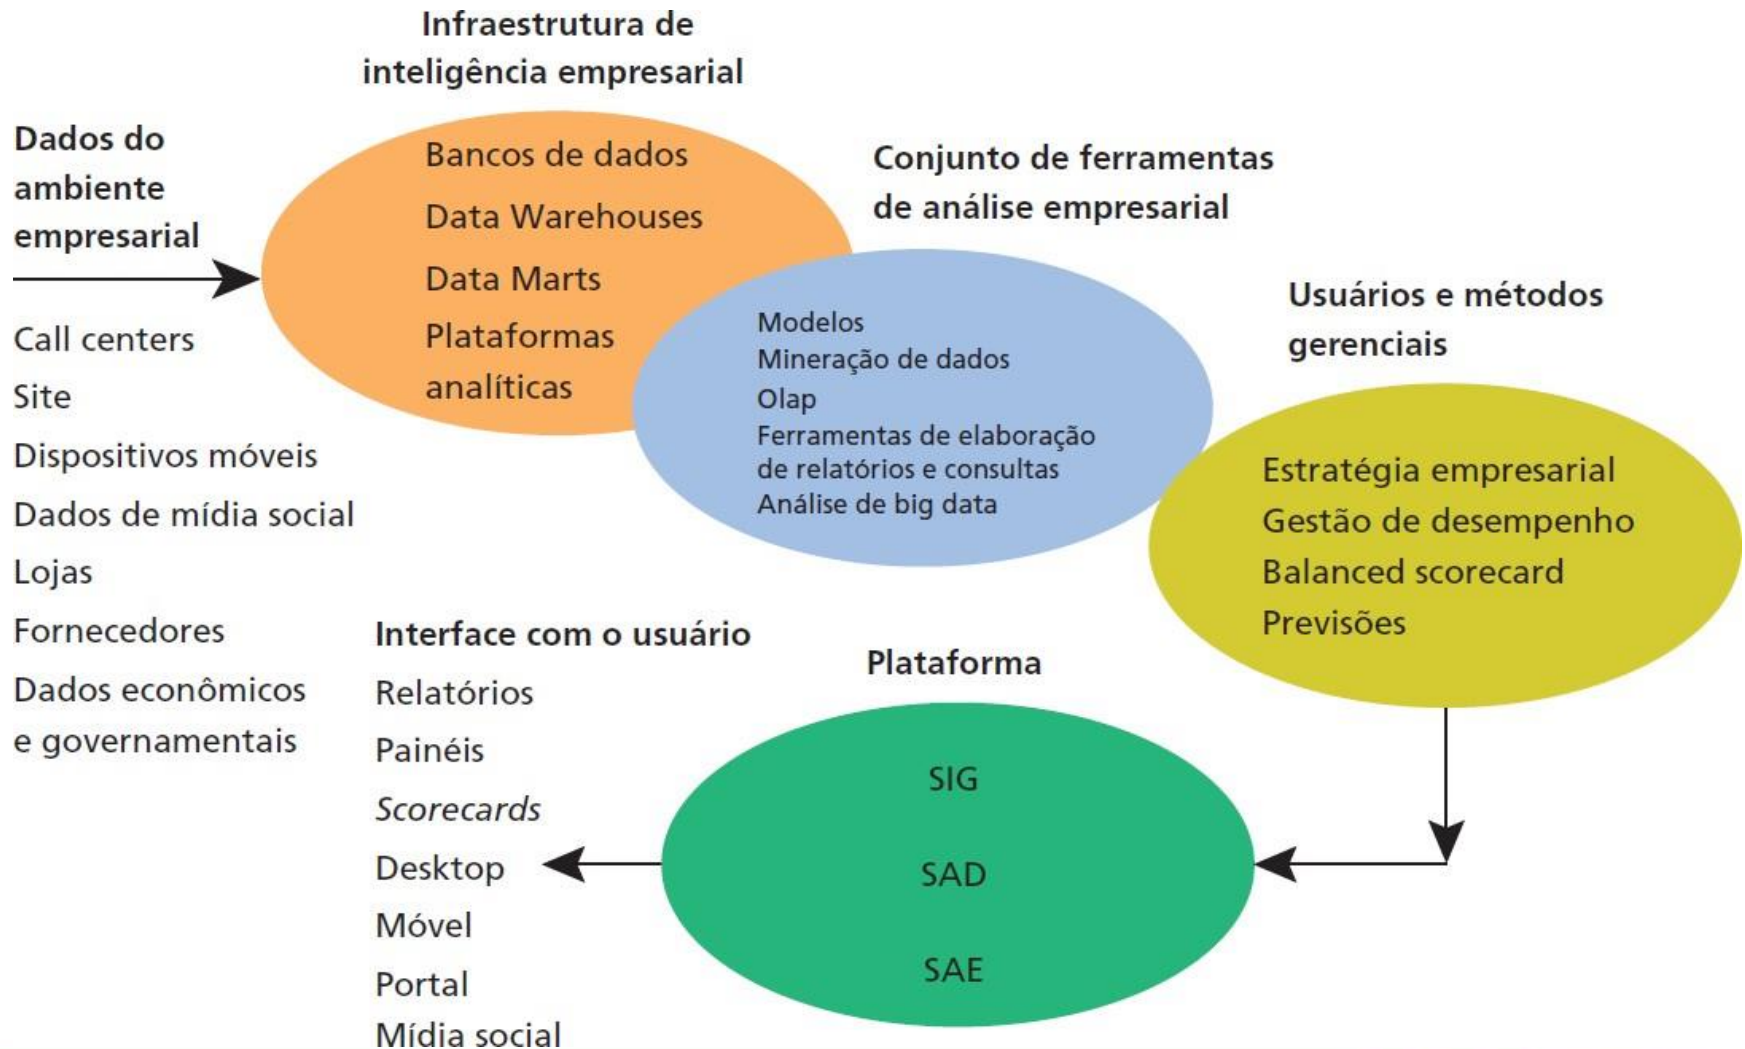 Infraestrutura de
inteligência empresarial
Dados do
ambiente
empresarial
Call centers
Site
Dispositivos móveis
Dados de mídia social
Lojas
Fornecedores
Dados econômicos
e governamentais
Bancos de dados
Data Warehouses
Data Marts
Plataformas
analíticas
Conjunto de ferramentas
de análise empresarial
Modelos
Mineração de dados
Olap
Ferramentas de elaboração
de relatórios e consultas
Análise de big data
Usuários e métodos
gerenciais
Estratégia empresarial
Gestão de desempenho
Balanced scorecard
Previsões
Plataforma
SIG
SAD
SAE
Interface com o usuário
Relatórios
Painéis
Scorecards
Desktop
Móvel
Portal
Mídia social